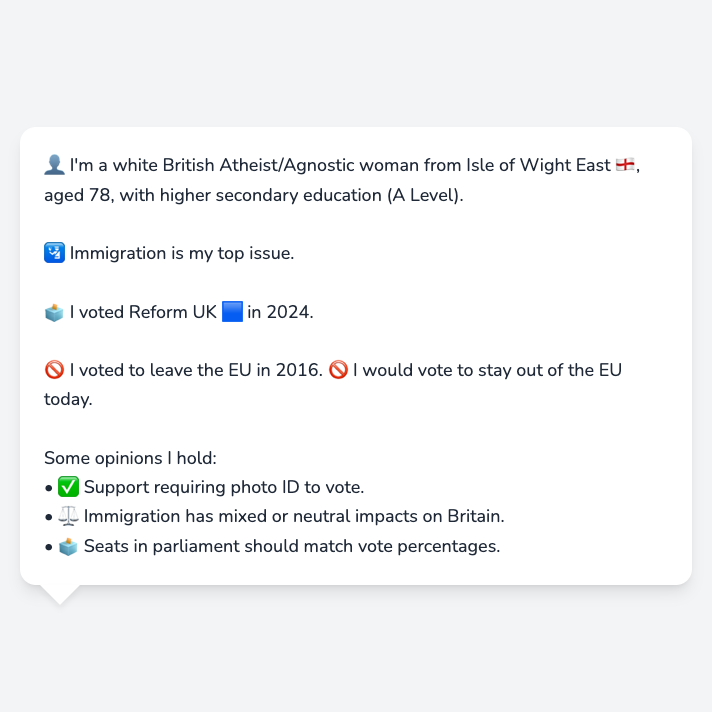 👤 I'm a white British Atheist/Agnostic woman from Isle of Wight East 🏴󠁧󠁢󠁥󠁮󠁧󠁿,
aged 78, with higher secondary education (A Level).
🛂 Immigration is my top issue.
🗳️ I voted Reform UK 🟦 in 2024.
🚫 I voted to leave the EU in 2016. 🚫 I would vote to stay out of the EU
today.
Some opinions I hold:
• ✅ Support requiring photo ID to vote.
• ⚖️ Immigration has mixed or neutral impacts on Britain.
• 🗳️ Seats in parliament should match vote percentages.